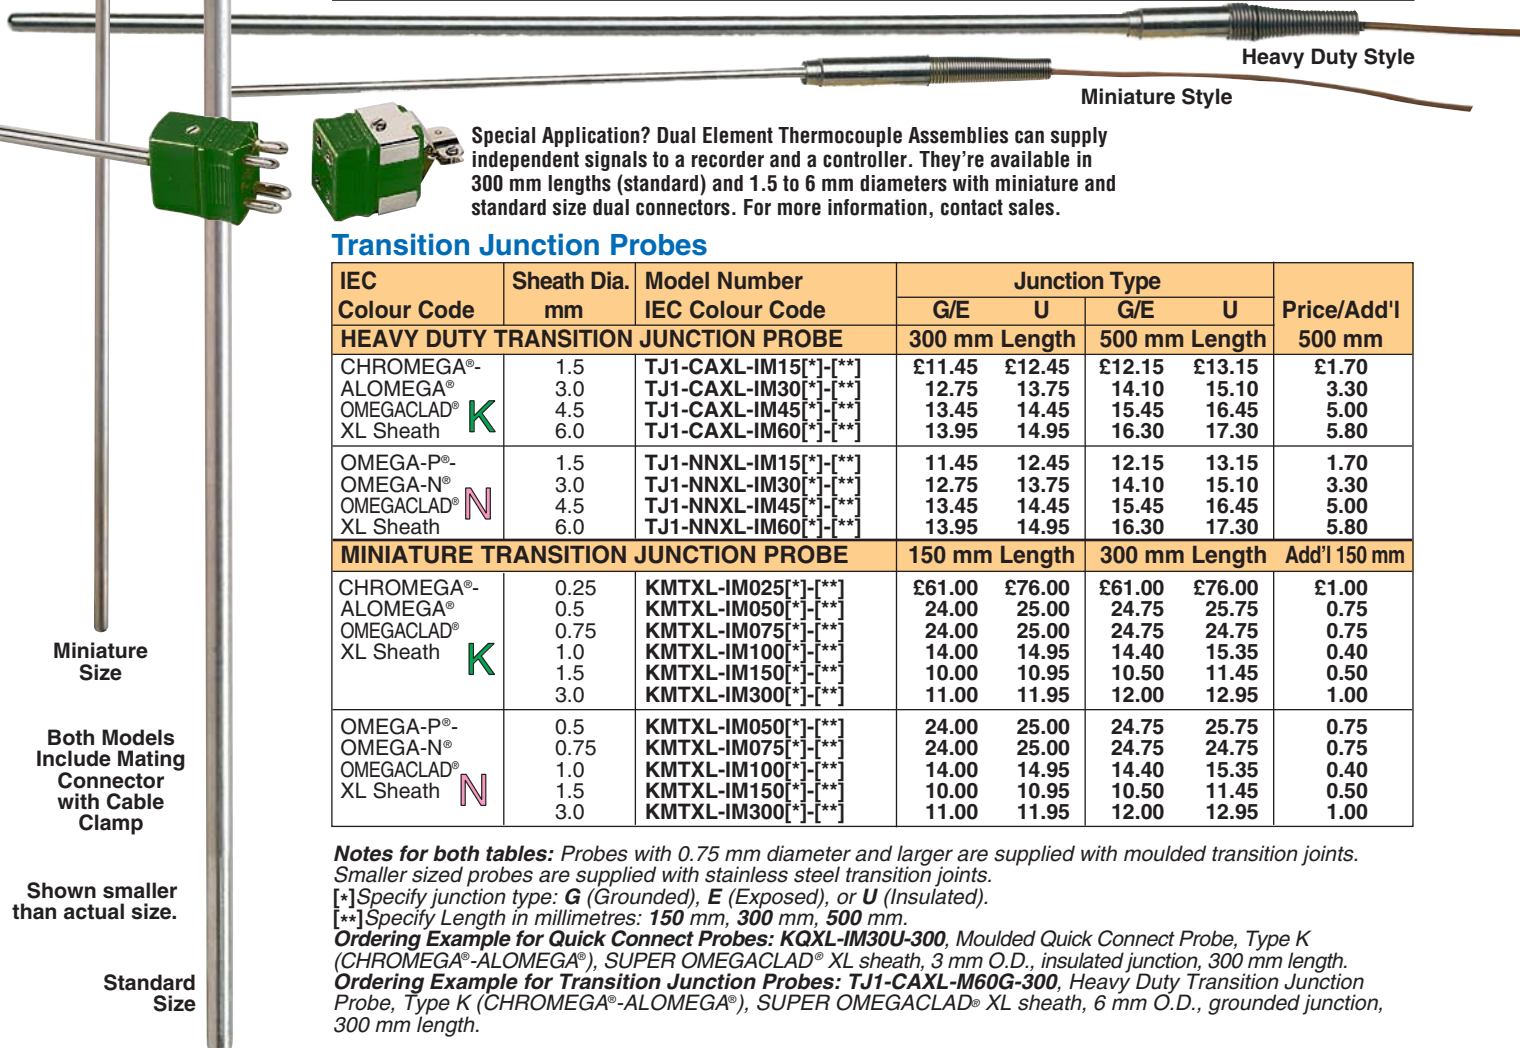 Heavy Duty Style
Miniature Style
Special Application? Dual Element Thermocouple Assemblies can supply
independent signals to a recorder and a controller. They're available in
300 mm lengths (standard) and 1.5 to 6 mm diameters with miniature and
standard size dual connectors. For more information, contact sales.
Transition Junction Probes
IEC Sheath Dia. Model Number Junction Type
Colour Code mm IEC Colour Code G/E U G/E U Price/Add'l
HEAVY DUTY TRANSITION JUNCTION PROBE 300 mm Length 500 mm Length 500 mm
CHROMEGA®- 1.5 TJ1-CAXL-IM15[*]-[**] £11.45 £12.45 £12.15 £13.15 £1.70
ALOMEGA® 3.0 TJ1-CAXL-IM30[*]-[**] 12.75 13.75 14.10 15.10 3.30
OMEGACLAD® K 4.5 TJ1-CAXL-IM45[*]-[**] 13.45 14.45 15.45 16.45 5.00
XL Sheath 6.0 TJ1-CAXL-IM60[*]-[**] 13.95 14.95 16.30 17.30 5.80
OMEGA-P®- 1.5 TJ1-NNXL-IM15[*]-[**] 11.45 12.45 12.15 13.15 1.70
OMEGA-N® 3.0 TJ1-NNXL-IM30[*]-[**] 12.75 13.75 14.10 15.10 3.30
OMEGACLAD® N 4.5 TJ1-NNXL-IM45[*]-[**] 13.45 14.45 15.45 16.45 5.00
XL Sheath 6.0 TJ1-NNXL-IM60[*]-[**] 13.95 14.95 16.30 17.30 5.80
MINIATURE TRANSITION JUNCTION PROBE 150 mm Length 300 mm Length Add'l 150 mm
CHROMEGA®- 0.25 KMTXL-IM025[*]-[**] £61.00 £76.00 £61.00 £76.00 £1.00
ALOMEGA® 0.5 KMTXL-IM050[*]-[**] 24.00 25.00 24.75 25.75 0.75
OMEGACLAD® 0.75 KMTXL-IM075[*]-[**] 24.00 25.00 24.75 24.75 0.75
XL Sheath K 1.0 KMTXL-IM100[*]-[**] 14.00 14.95 14.40 15.35 0.40
1.5 KMTXL-IM150[*]-[**] 10.00 10.95 10.50 11.45 0.50
3.0 KMTXL-IM300[*]-[**] 11.00 11.95 12.00 12.95 1.00
OMEGA-P®- 0.5 KMTXL-IM050[*]-[**] 24.00 25.00 24.75 25.75 0.75
OMEGA-N® 0.75 KMTXL-IM075[*]-[**] 24.00 25.00 24.75 24.75 0.75
OMEGACLAD® 1.0 KMTXL-IM100[*]-[**] 14.00 14.95 14.40 15.35 0.40
XL Sheath N 1.5 KMTXL-IM150[*]-[**] 10.00 10.95 10.50 11.45 0.50
3.0 KMTXL-IM300[*]-[**] 11.00 11.95 12.00 12.95 1.00
Miniature
Size
Both Models
Include Mating
Connector
with Cable
Clamp
Shown smaller
than actual size.
Standard
Size
Notes for both tables: Probes with 0.75 mm diameter and larger are supplied with moulded transition joints.
Smaller sized probes are supplied with stainless steel transition joints.
[*]Specify junction type: G (Grounded), E (Exposed), or U (Insulated).
[**]Specify Length in millimetres: 150 mm, 300 mm, 500 mm.
Ordering Example for Quick Connect Probes: KQXL-IM30U-300, Moulded Quick Connect Probe, Type K
(CHROMEGA®-ALOMEGA®), SUPER OMEGACLAD® XL sheath, 3 mm O.D., insulated junction, 300 mm length.
Ordering Example for Transition Junction Probes: TJ1-CAXL-M60G-300, Heavy Duty Transition Junction
Probe, Type K (CHROMEGA®-ALOMEGA®), SUPER OMEGACLAD® XL sheath, 6 mm O.D., grounded junction,
300 mm length.